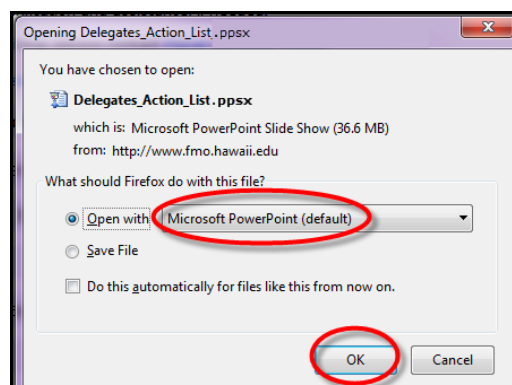 Opening Delegates_Action_List.ppsx
You have chosen to open:
Delegates_Action_List.ppsx
which is: Microsoft PowerPoint Slide Show (36.6 MB)
from: http://www.fmo.hawaii.edu
What should Firefox do with this file?
Open with Microsoft PowerPoint (default)
Save File
Do this automatically for files like this from now on.
OK Cancel